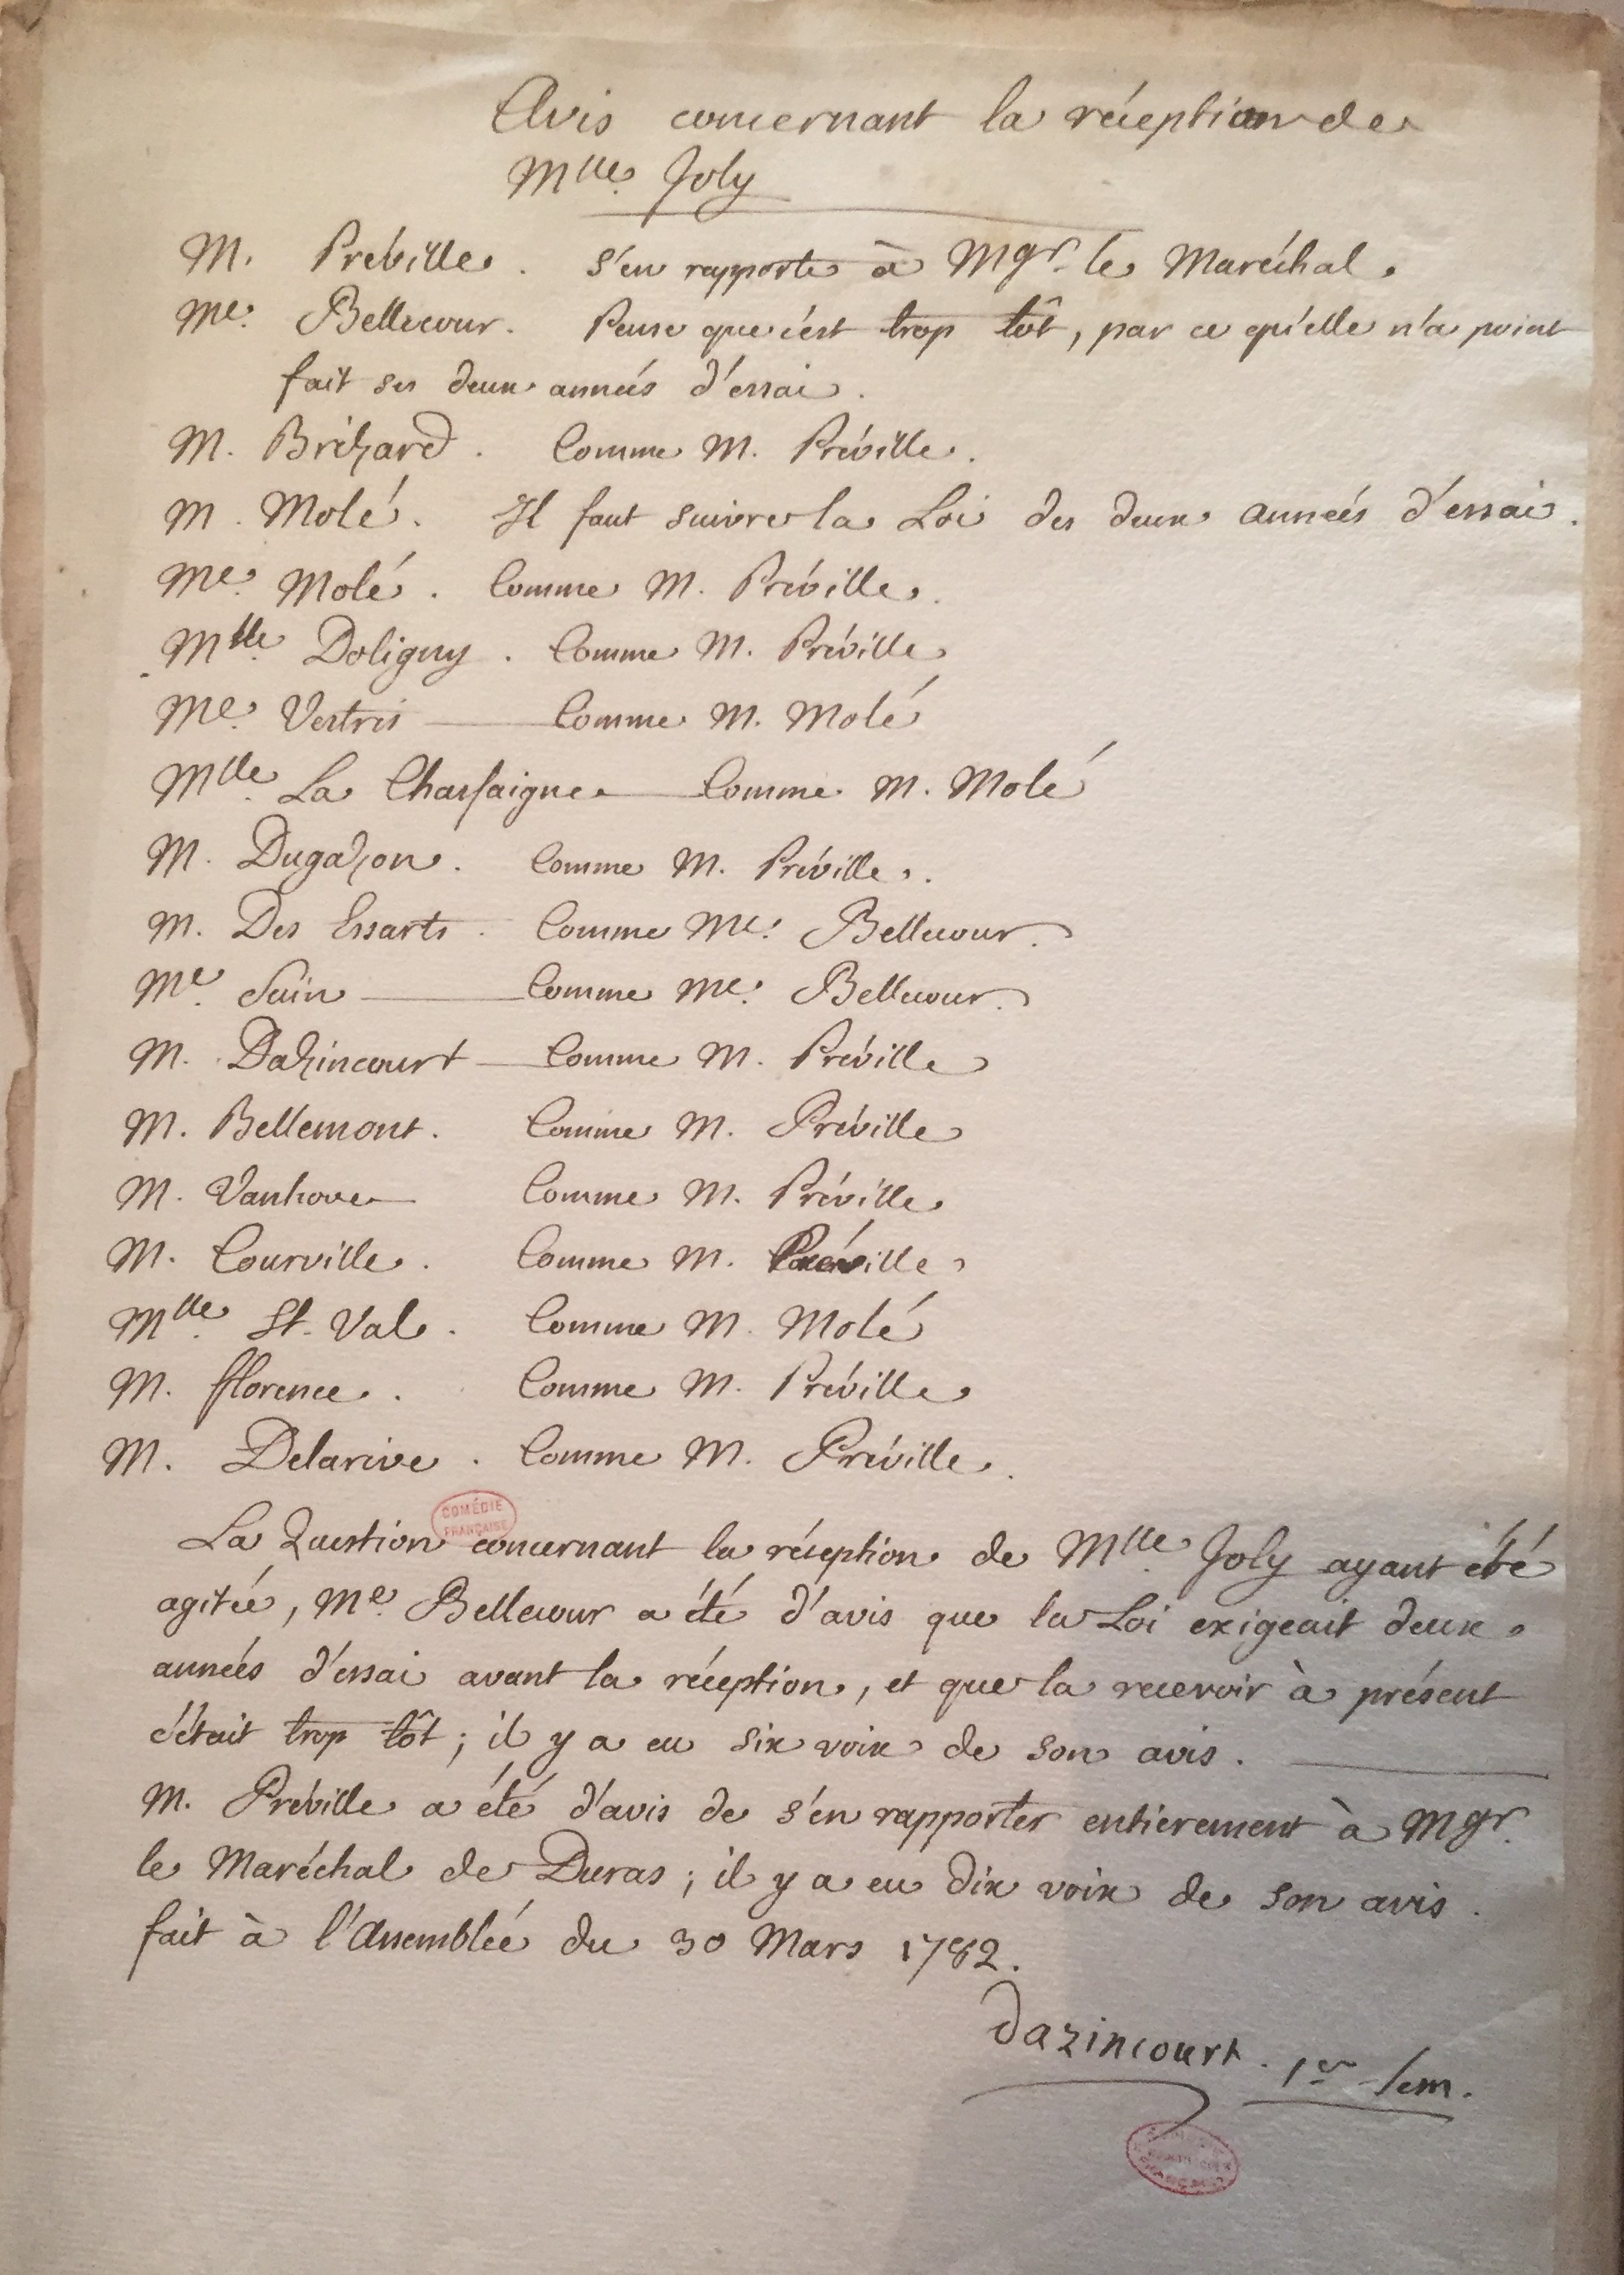 Avis concernant la réception de
Mlle. Joly
M. Préville. s'en rapporte à Mgr. le Maréchal.
Me. Bellecour. Pense que c'est trop tôt, par ce qu'elle n'a point
fait ses deux années d'essai.
M. Brizard. Comme M. Préville.
M. Molé. Il faut suivre la Loi des deux années d'essai.
Me. Molé. Comme M. Préville.
Mlle. Doligny. Comme M. Préville
Me. Vestris — Comme M. Molé
Mlle. La Chassaigne — Comme M. Molé
M. Dugazon. Comme M. Préville.
M. Des Essarts. Comme Me. Bellecour.
Me. Suin — Comme Me. Bellecour.
M. Dazincourt — Comme M. Préville
M. Bellemont. Comme M. Préville
M. Vanhove — Comme M. Préville
M. Courville. Comme M. Préville
Mlle. St. Val. Comme M. Molé
M. fflorence. Comme M. Préville
M. Delarive. Comme M. Préville.
COMÉDIE
FRANÇAISE
La Question concernant la réception de Mlle. Joly ayant été
agitée, Me. Bellecour a été d'avis que la Loi exigeait deux
années d'essai avant la réception, et que la recevoir à présent
c'était trop tôt; il y a eu six voix de son avis. —
M. Préville a été d'avis de s'en rapporter entièrement à Mgr.
le Maréchal de Duras; il y a eu dix voix de son avis.
fait à l'Assemblée du 30 Mars 1782.
Dazincourt. 1er Sem.